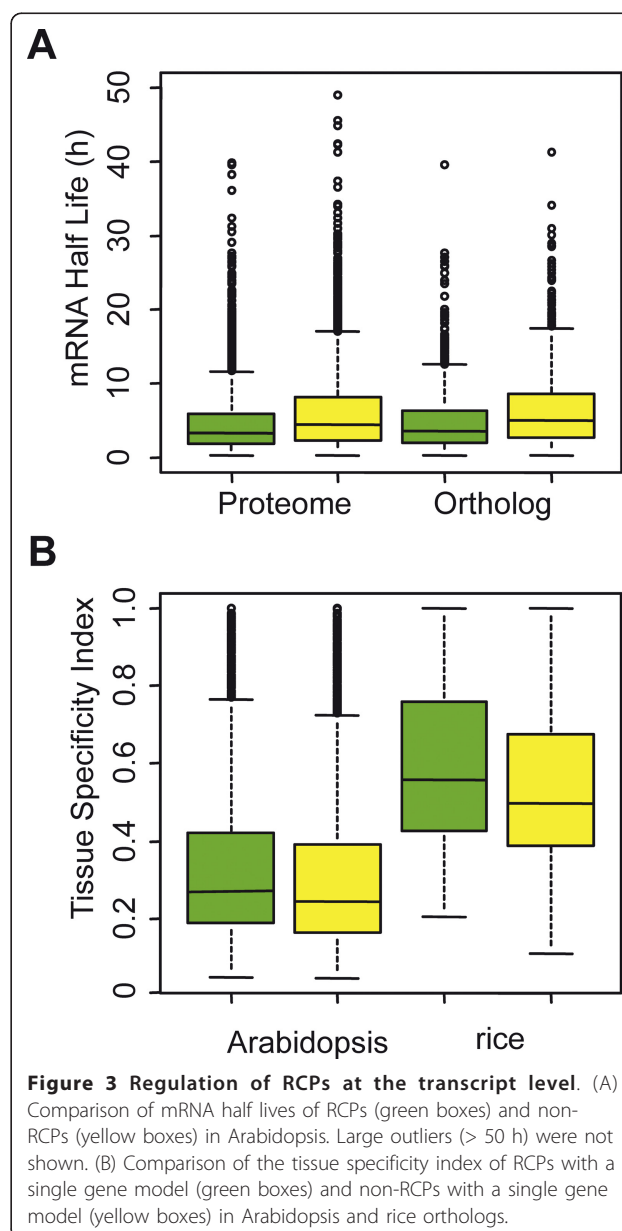 A
mRNA Half Life (h)
50
40
30
20
10
0
Proteome Ortholog
B
Tissue Specificity Index
1.0
0.8
0.6
0.4
0.2
0
Arabidopsis rice
Figure 3 Regulation of RCPs at the transcript level. (A)
Comparison of mRNA half lives of RCPs (green boxes) and non-
RCPs (yellow boxes) in Arabidopsis. Large outliers (> 50 h) were not
shown. (B) Comparison of the tissue specificity index of RCPs with a
single gene model (green boxes) and non-RCPs with a single gene
model (yellow boxes) in Arabidopsis and rice orthologs.